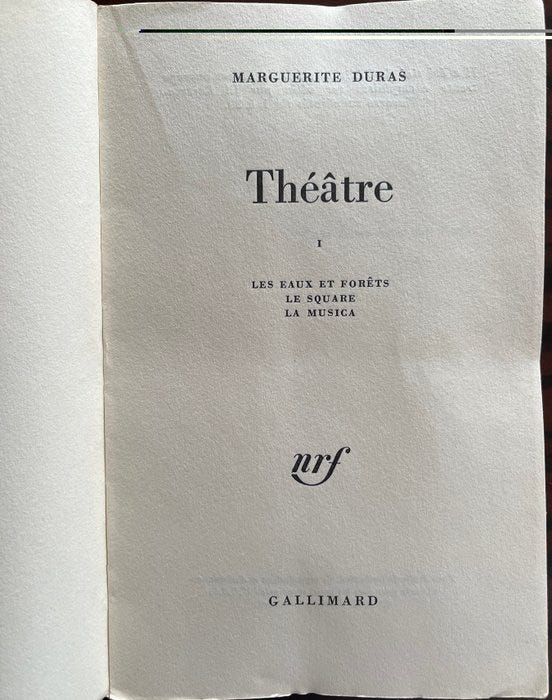 MARGUERITE DURAS
Théâtre
I
LES EAUX ET FORÊTS
LE SQUARE
LA MUSICA
nrf
GALLIMARD